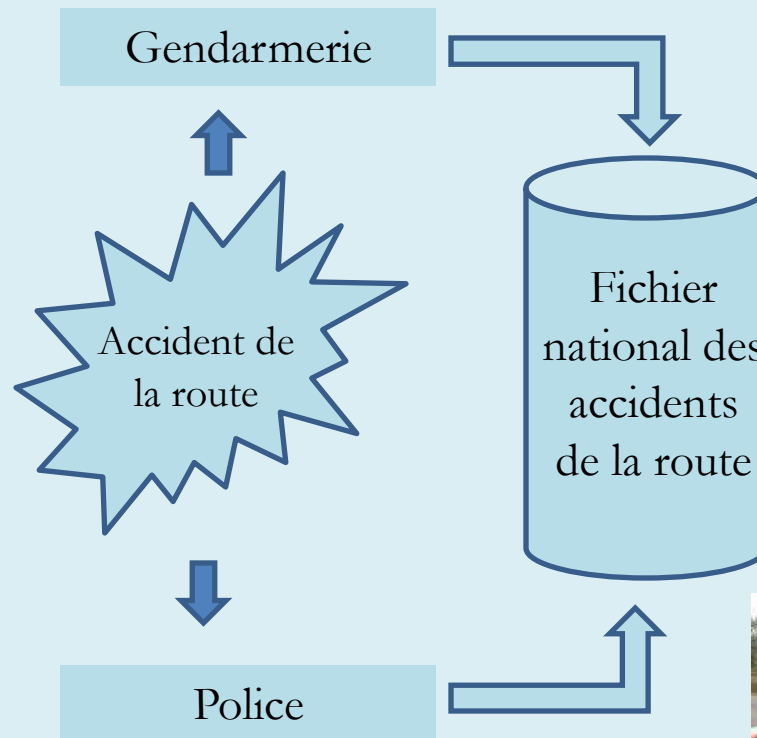 Gendarmerie
Accident de
la route
Fichier
national des
accidents
de la route
Police